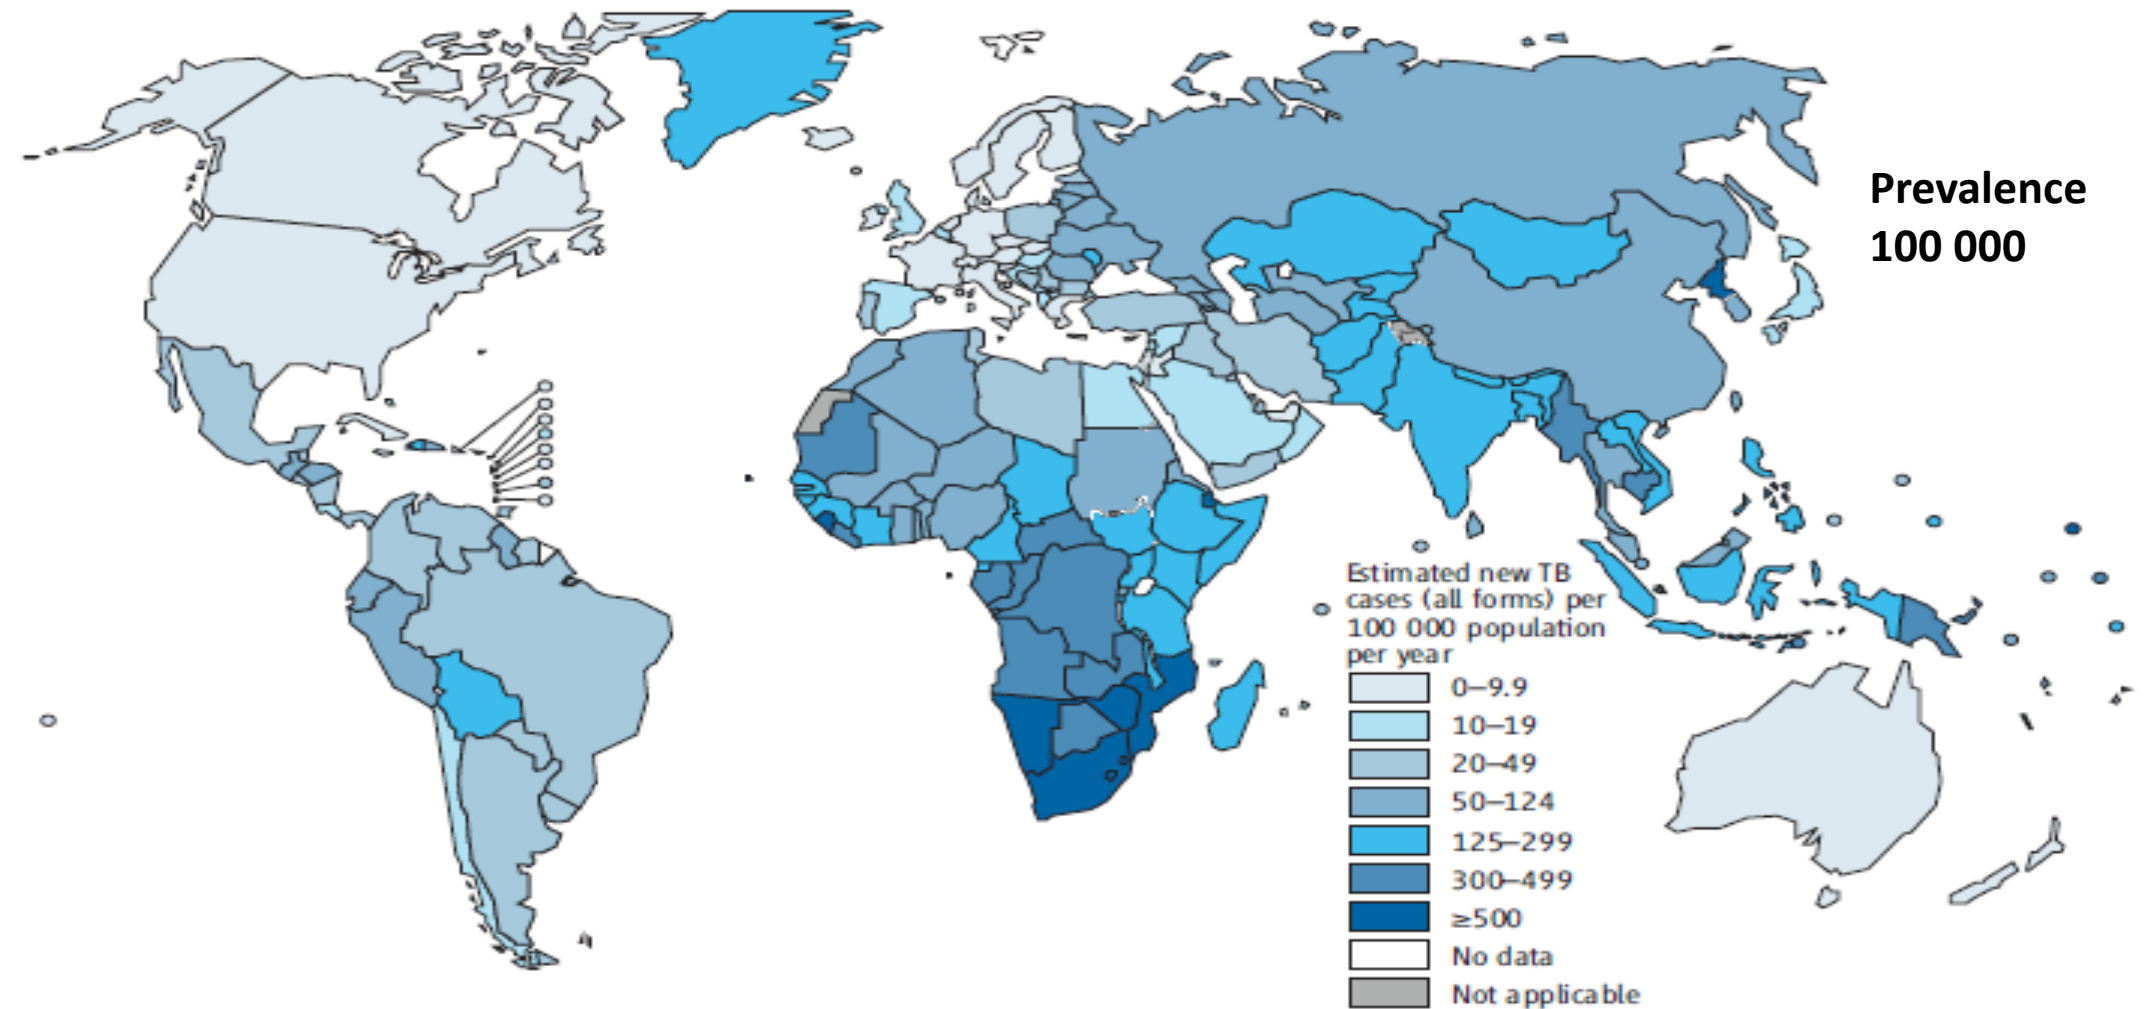 Prevalence
100 000
Estimated new TB
cases (all forms) per
100 000 population
per year
0–9.9
10–19
20–49
50–124
125–299
300–499
≥500
No data
Not applicable